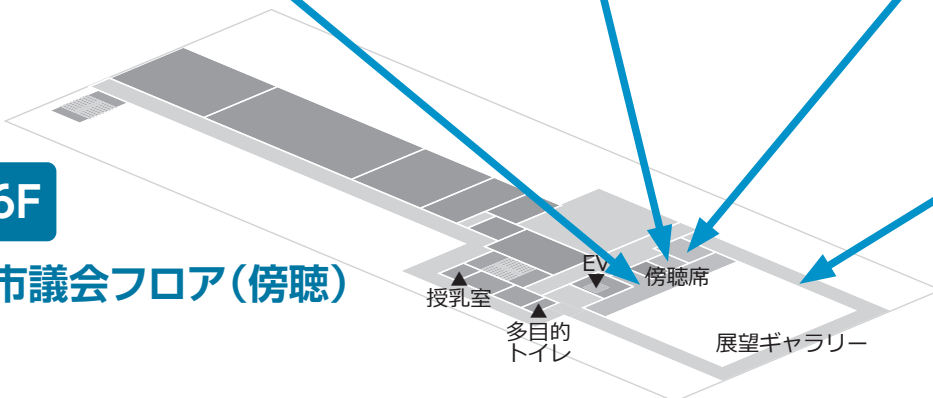 6F
市議会フロア（傍聴）
EV
傍聴席
授乳室
多目的
トイレ
展望ギャラリー